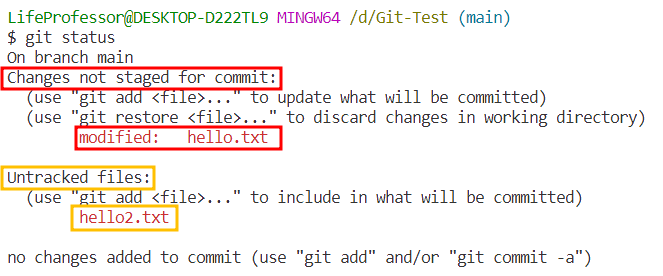 LifeProfessor@DESKTOP-D222TL9 MINGW64 /d/Git-Test (main)
$ git status
On branch main
Changes not staged for commit:
  (use "git add <file>..." to update what will be committed)
  (use "git restore <file>..." to discard changes in working directory)
        modified:   hello.txt

Untracked files:
  (use "git add <file>..." to include in what will be committed)
        hello2.txt

no changes added to commit (use "git add" and/or "git commit -a")